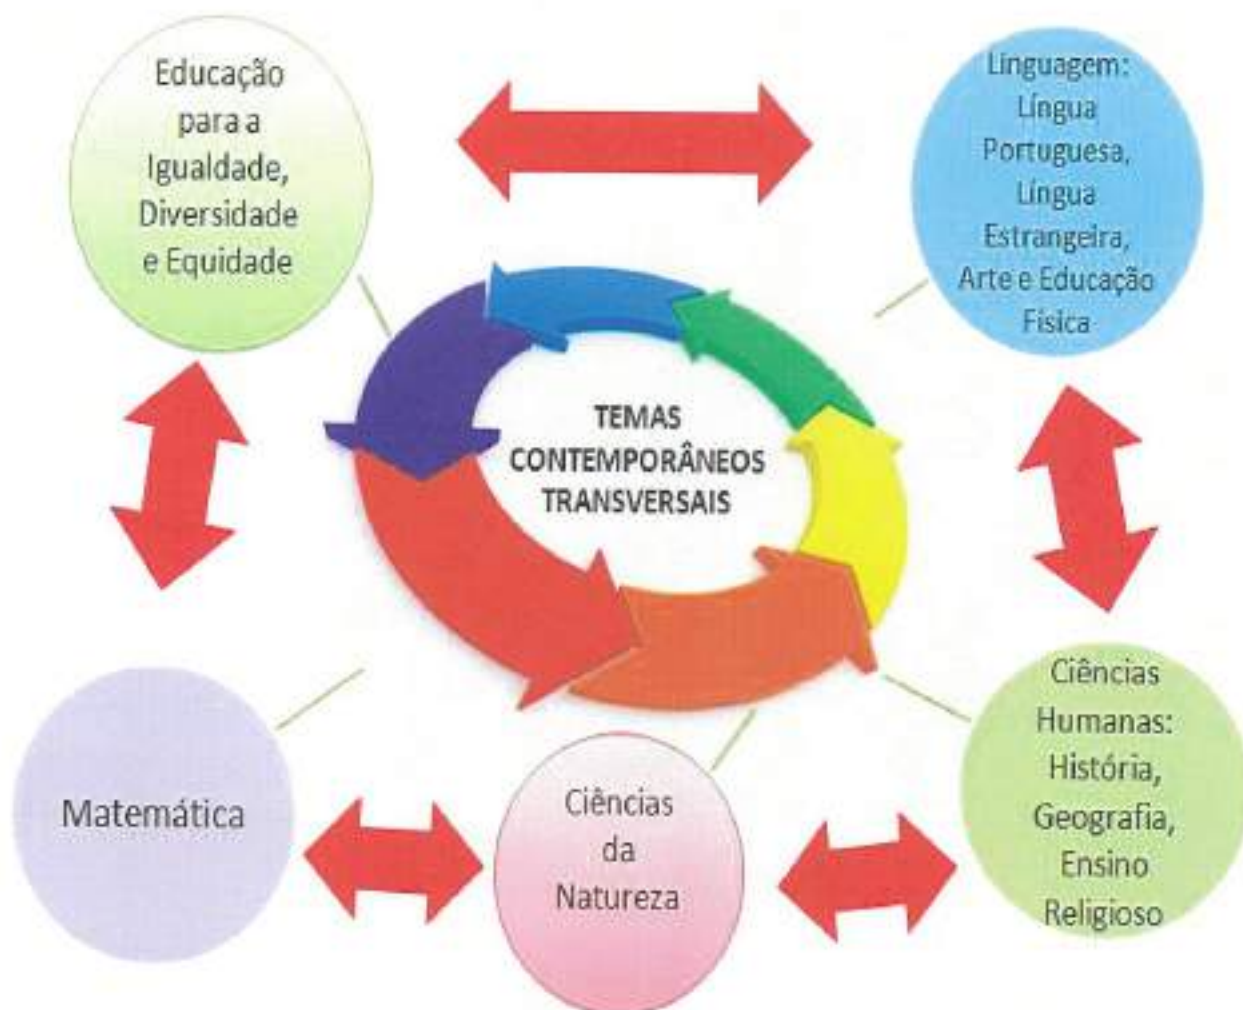 Educação
para a
Igualdade,
Diversidade
e Equidade
Linguagem:
Língua
Portuguesa,
Língua
Estrangeira,
Arte e Educação
Física
TEMAS
CONTEMPORÂNEOS
TRANSVERSAIS
Matemática
Ciências
da
Natureza
Ciências
Humanas:
História,
Geografia,
Ensino
Religioso